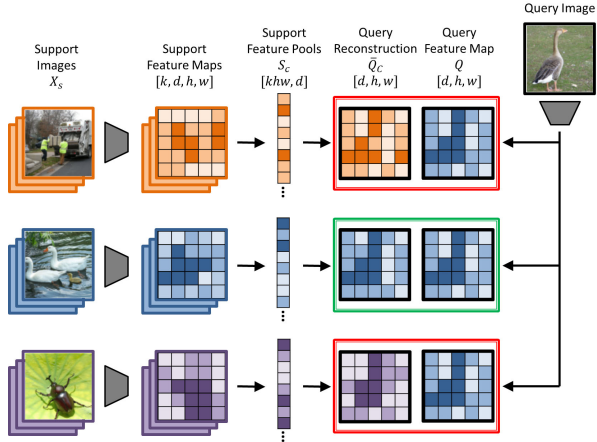 Query Image
Support
Images
X_s
Support
Feature Maps
[k, d, h, w]
Support
Feature Pools
S_c
[khw, d]
Query
Reconstruction
Q̄_C
[d, h, w]
Query
Feature Map
Q
[d, h, w]